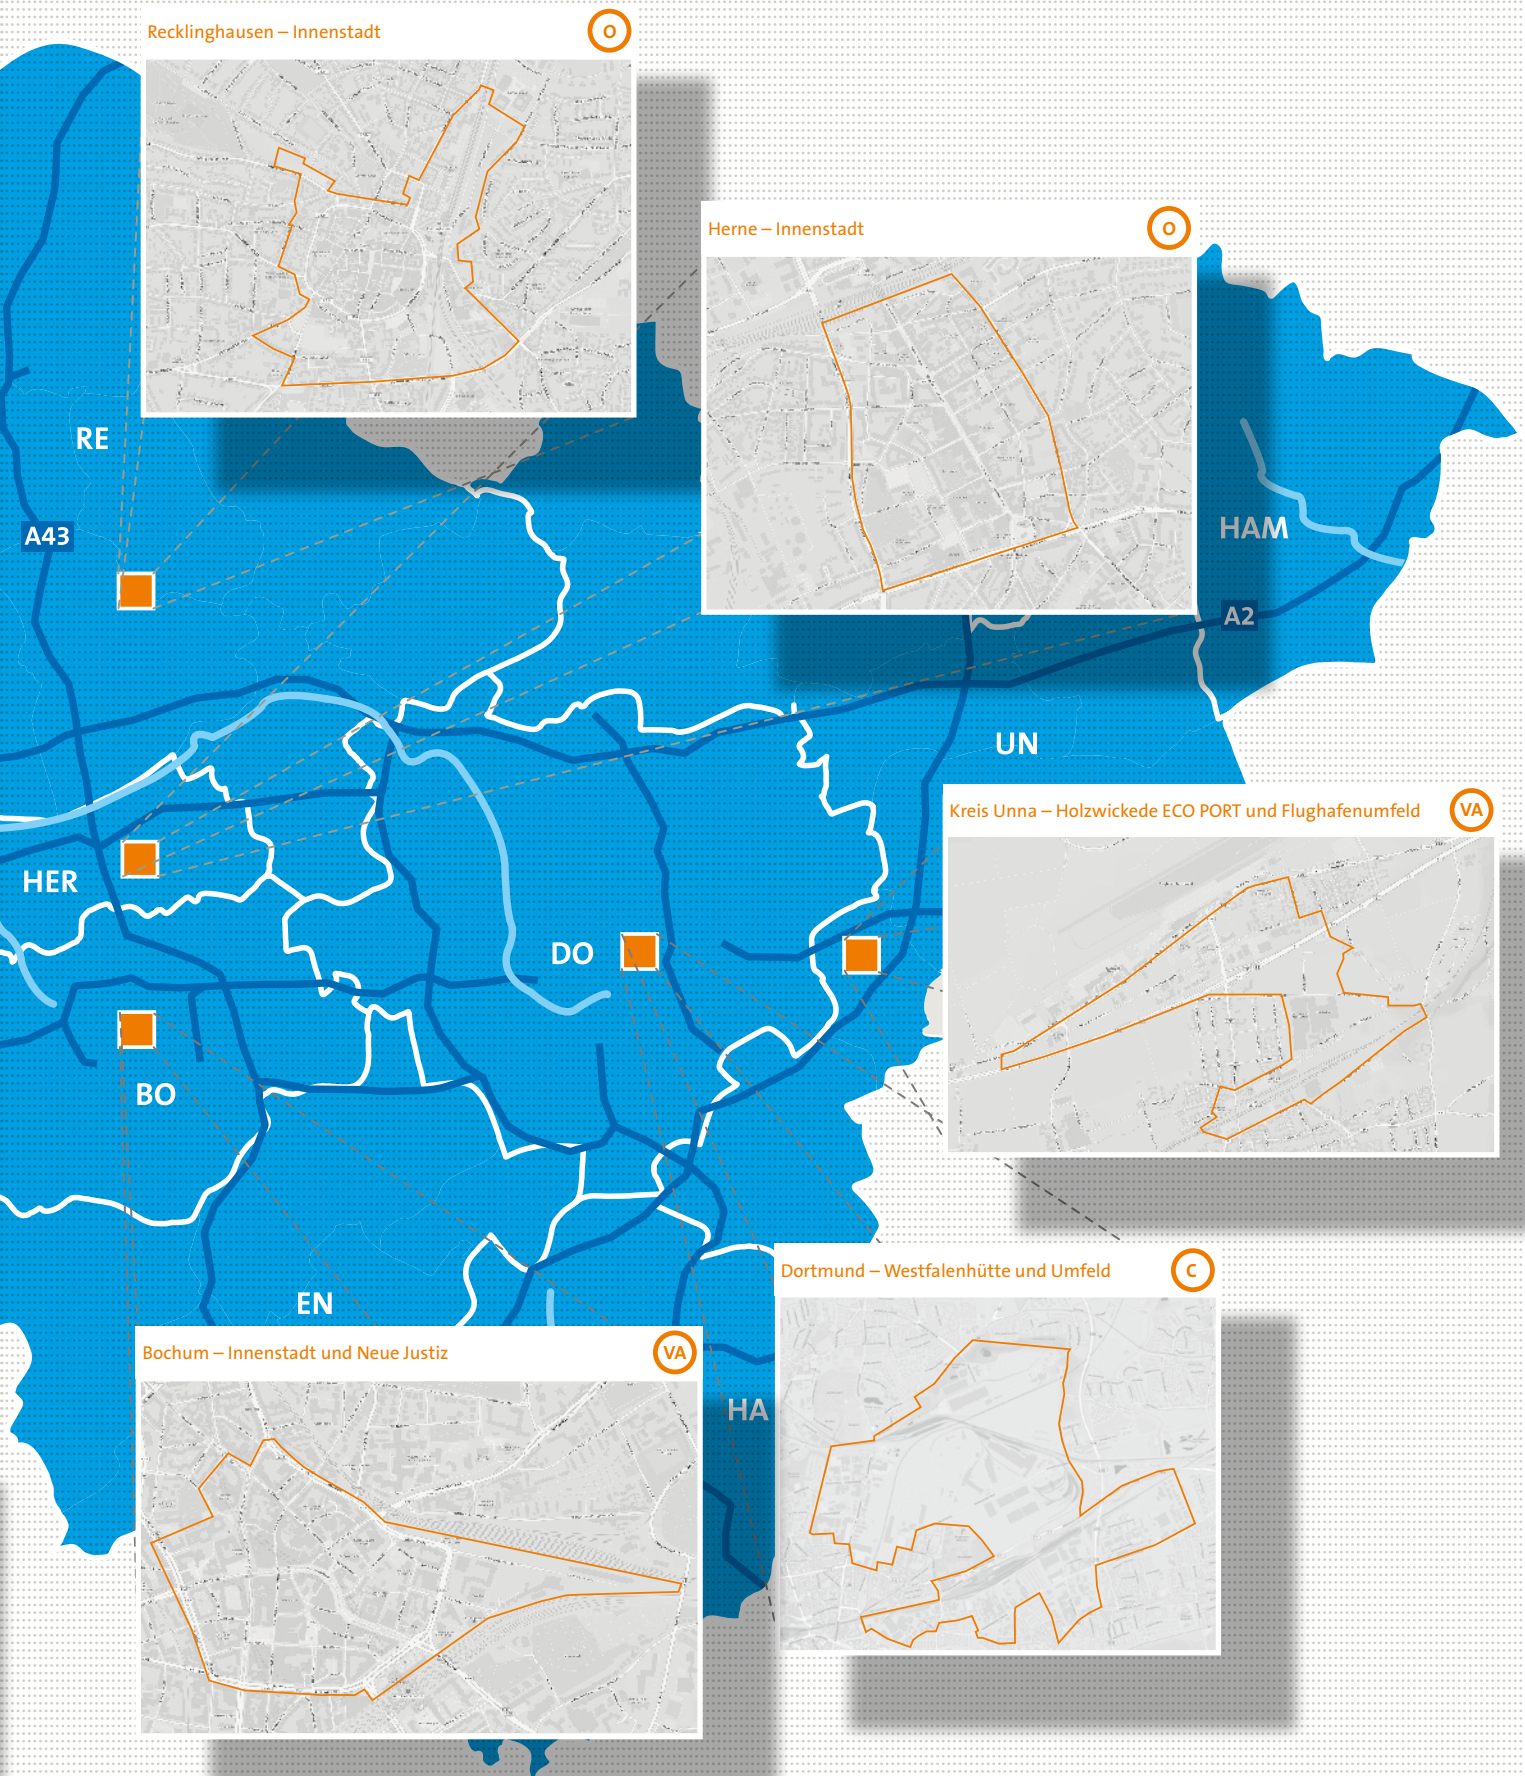 Recklinghausen – Innenstadt
O
Herne – Innenstadt
O
RE
A43
HAM
A2
UN
Kreis Unna – Holzwickede ECO PORT und Flughafenumfeld
VA
HER
DO
BO
Dortmund – Westfalenhütte und Umfeld
C
EN
Bochum – Innenstadt und Neue Justiz
VA
HA